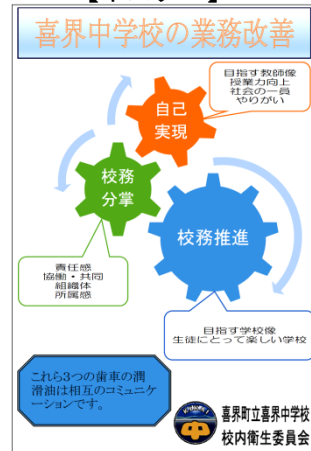 喜界中学校の業務改善
目指す教師像
授業力向上
社会の一員
やりがい
自己
実現
校務
分掌
校務推進
責任感
協働・共同
組織体
所属感
目指す学校像
生徒にとって楽しい学校
これら3つの歯車の潤
滑油は相互のコミュニケ
ーションです。
喜界町立喜界中学校
校内衛生委員会